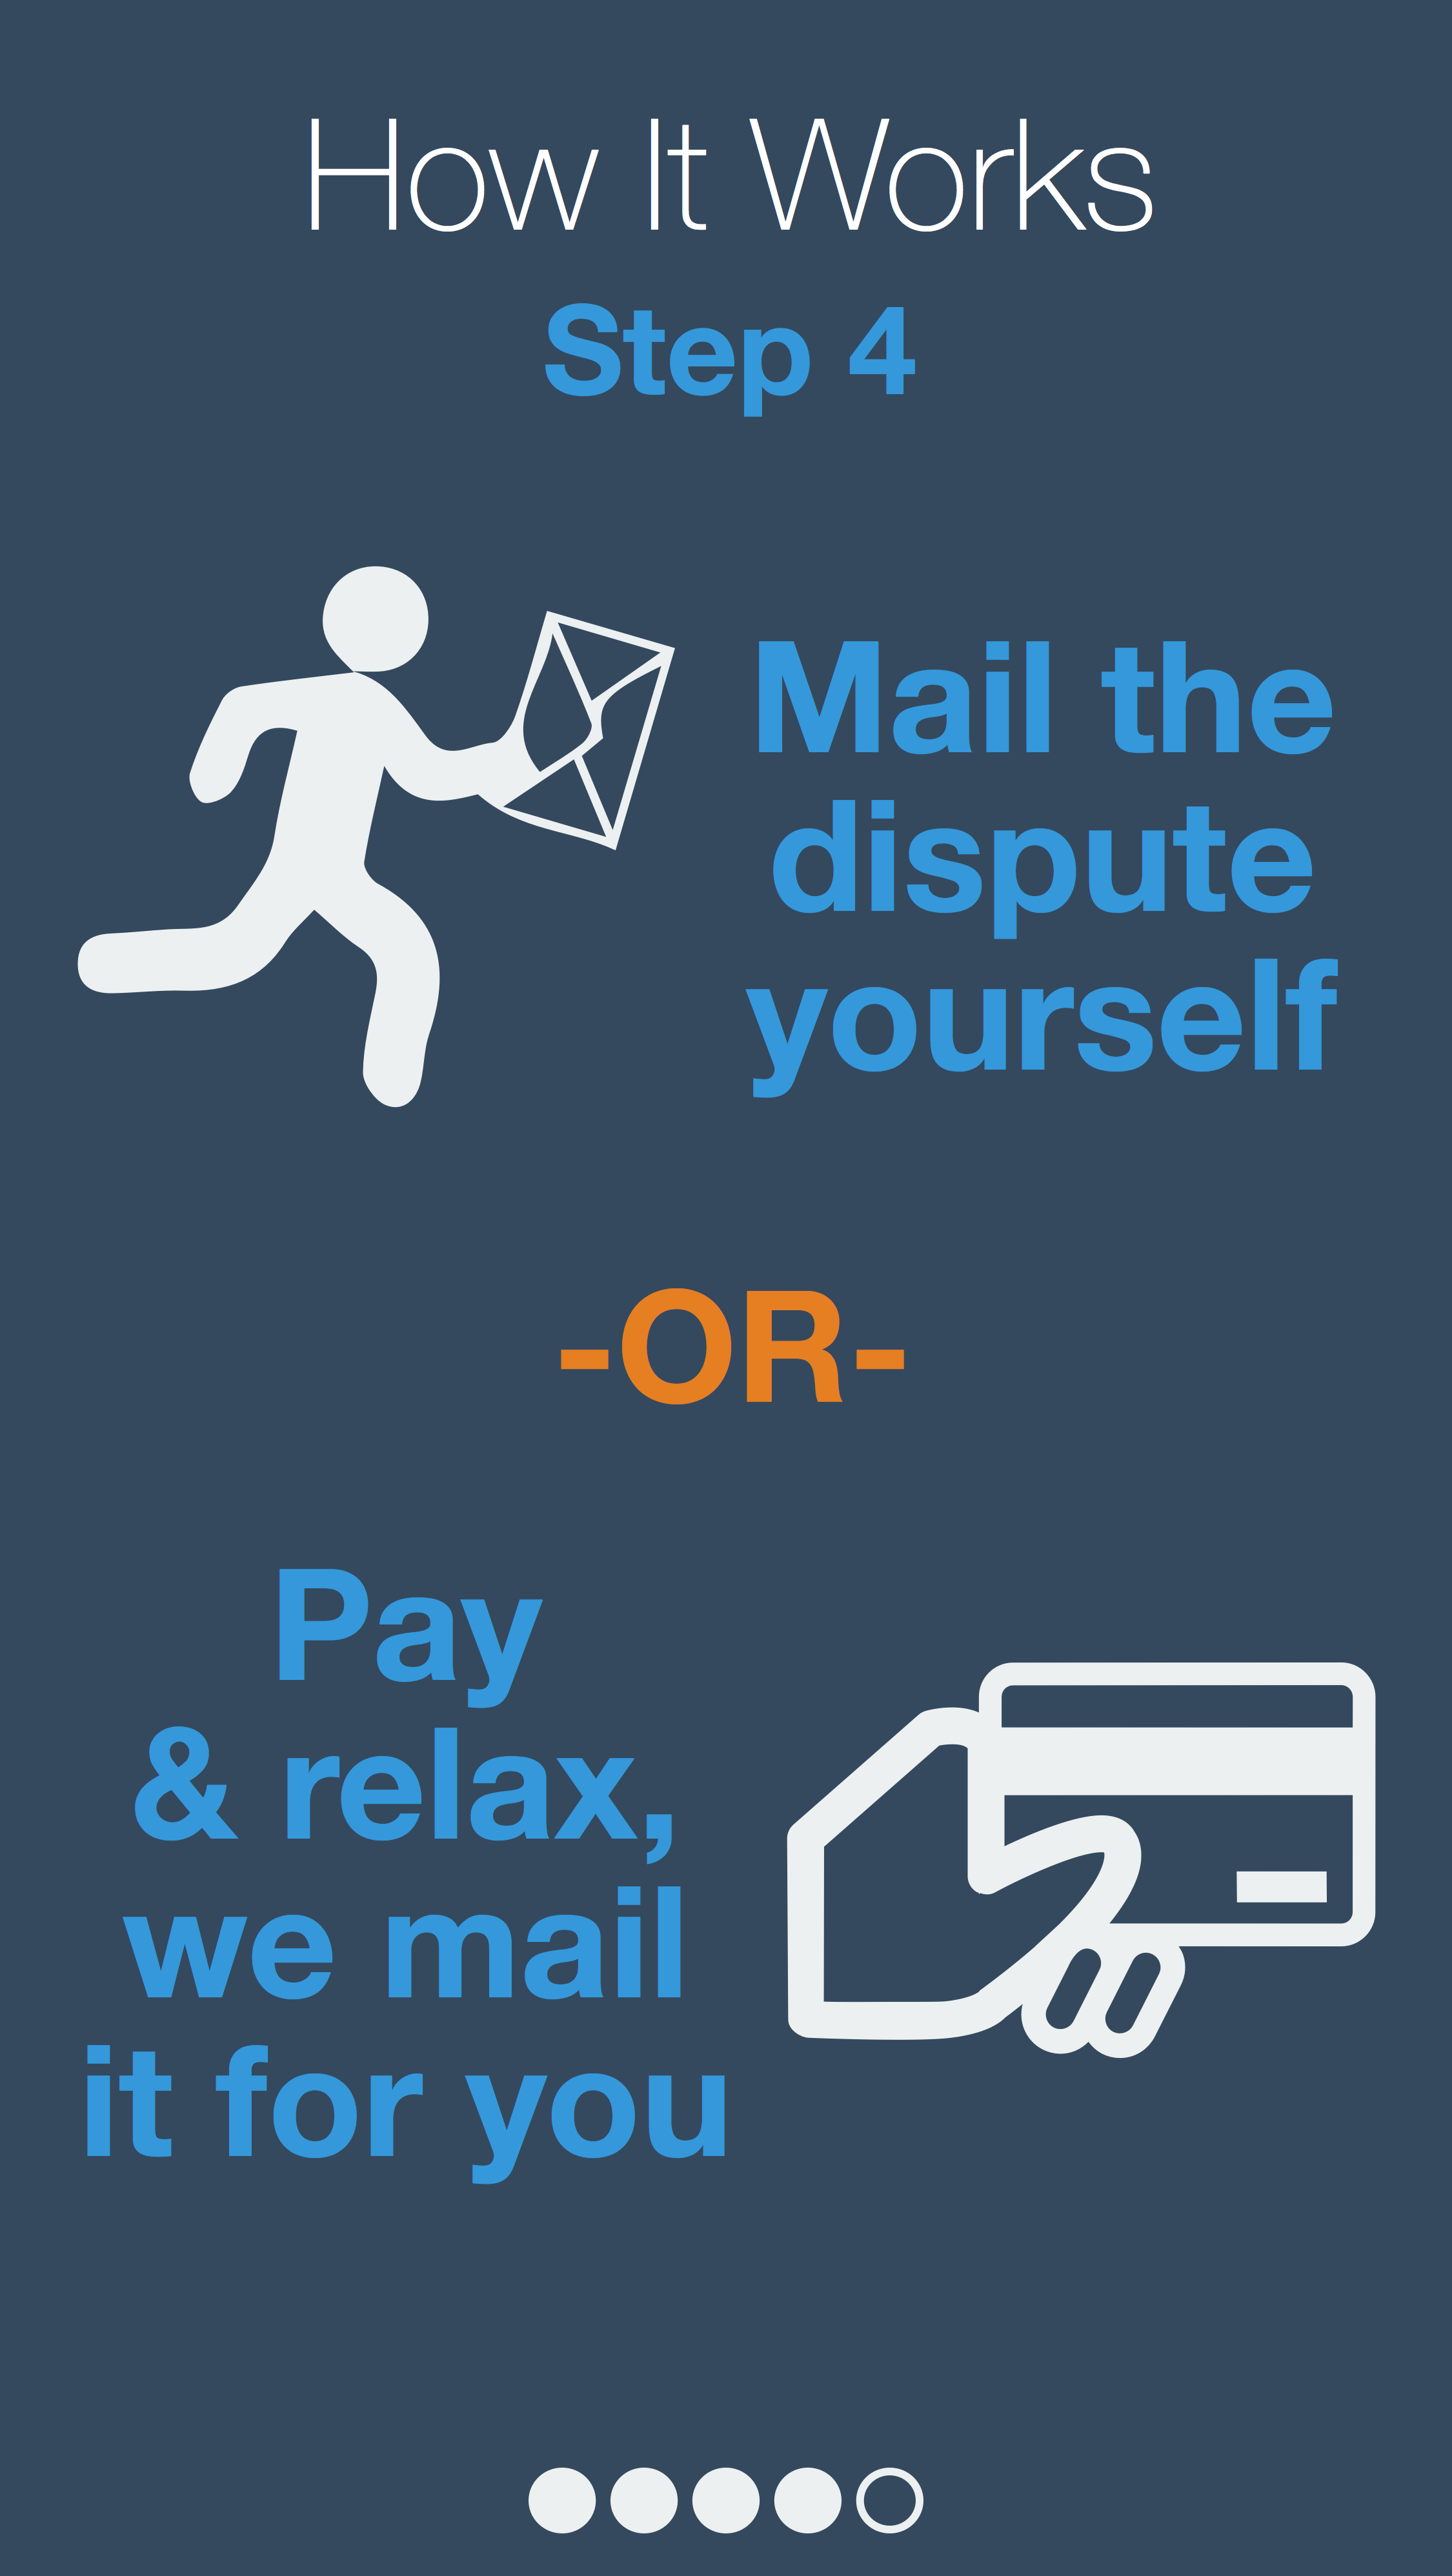 How It Works
Step 4
Mail the
dispute
yourself
-OR-
Pay
& relax,
we mail
it for you